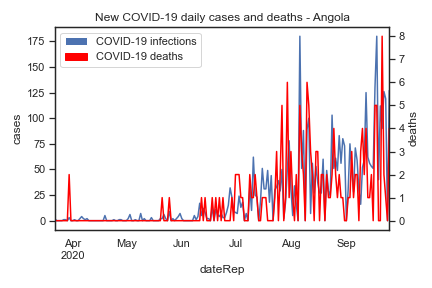 New COVID-19 daily cases and deaths - Angola
COVID-19 infections
COVID-19 deaths
cases
175
150
125
100
75
50
25
0
deaths
8
7
6
5
4
3
2
1
0
Apr May Jun Jul Aug Sep
2020
dateRep